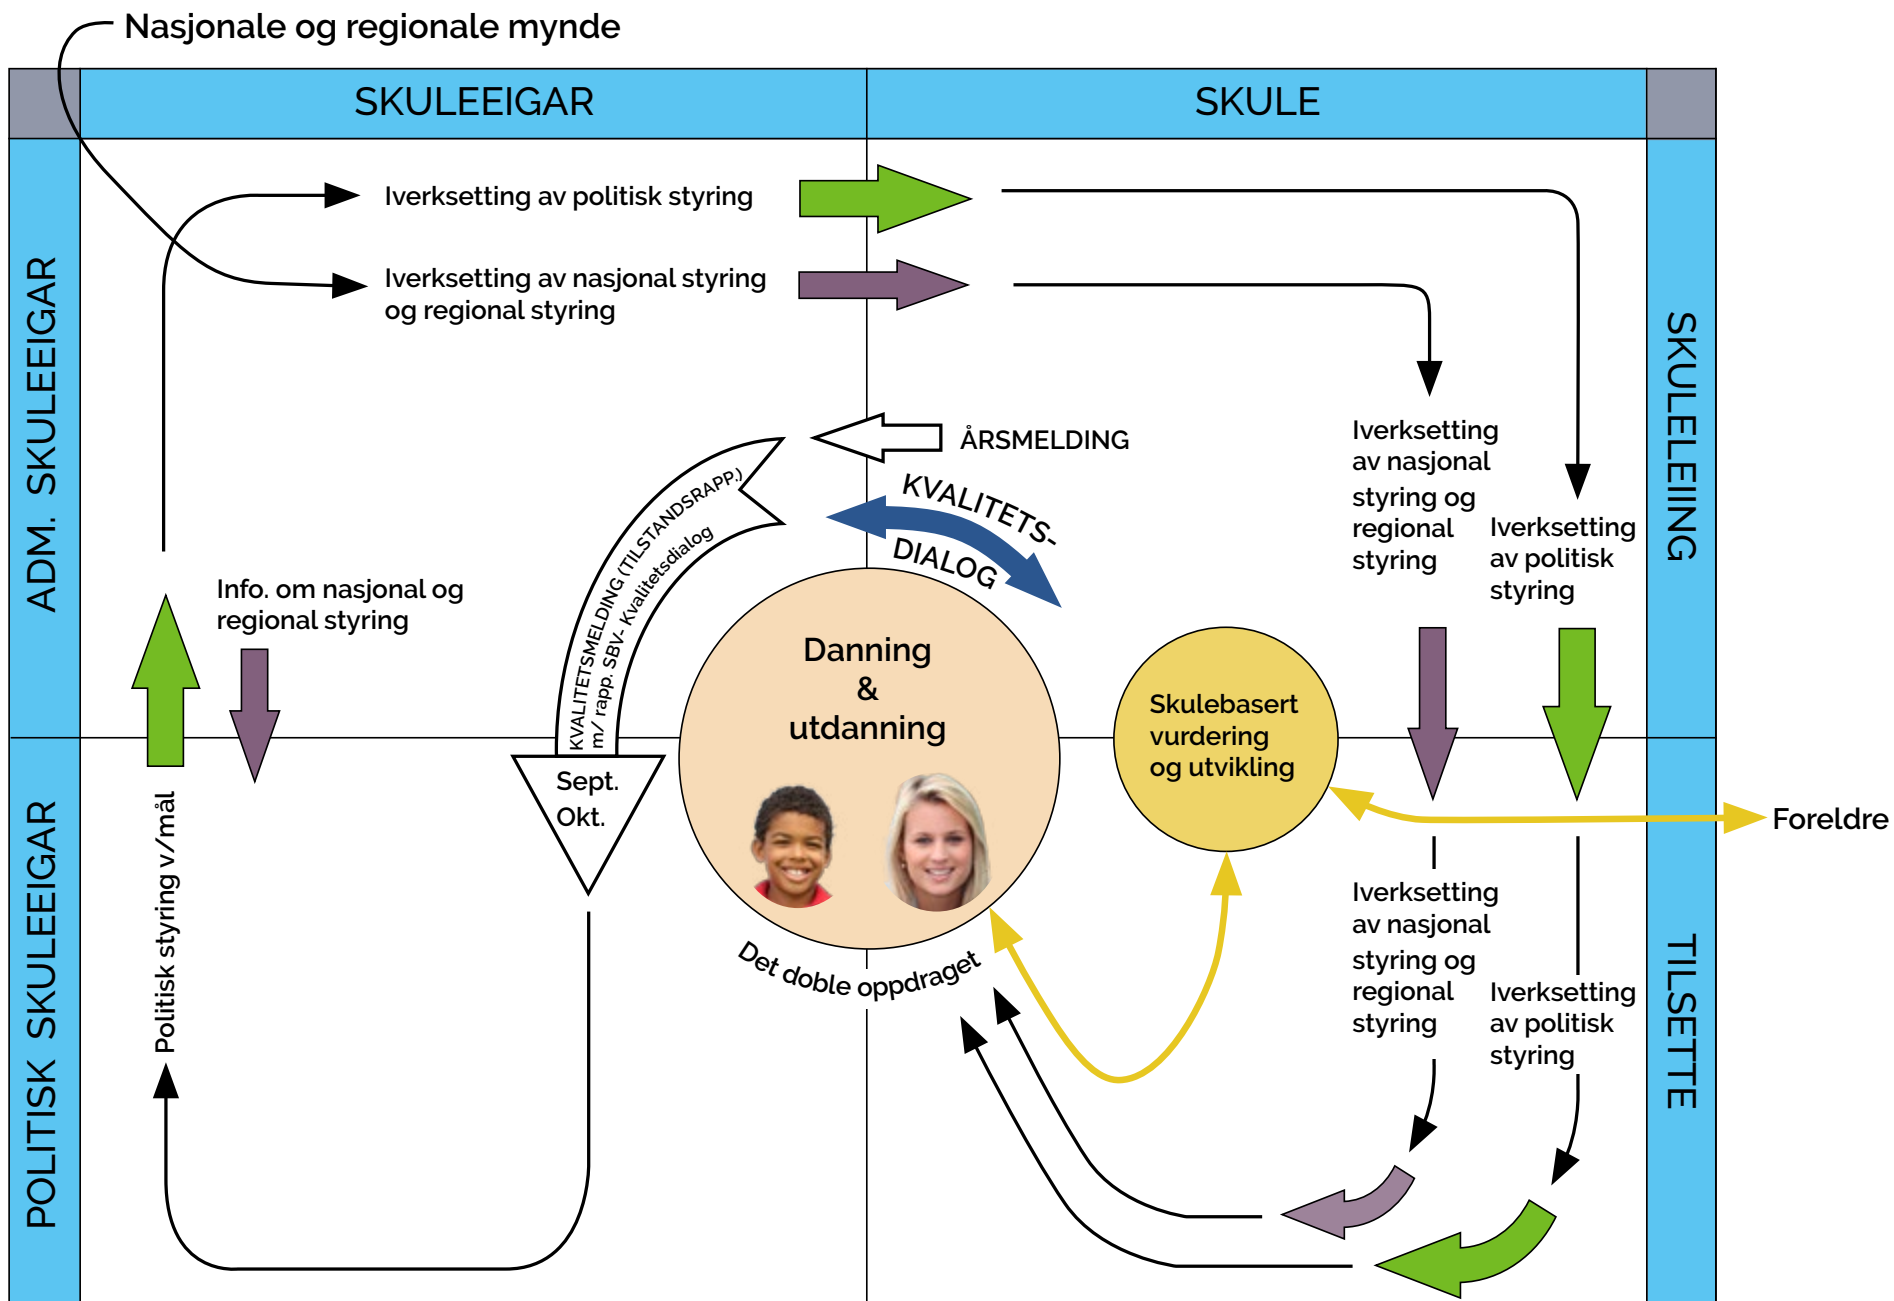 Nasjonale og regionale mynde
SKULEEIGAR
SKULE
ADM. SKULEEIGAR
POLITISK SKULEEIGAR
SKULELEIING
TILSETTE
Iverksetting av politisk styring
Iverksetting av nasjonal styring
og regional styring
ÅRSMELDING
KVALITETS-
DIALOG
KVALITETSMELDING (TILSTANDSRAPP.)
m/ rapp. SBV- Kvalitetsdialog
Sept.
Okt.
Info. om nasjonal og
regional styring
Politisk styring v/mål
Danning
&
utdanning
Det doble oppdraget
Skulebasert
vurdering
og utvikling
Iverksetting
av nasjonal
styring og
regional
styring
Iverksetting
av politisk
styring
Foreldre
Iverksetting
av nasjonal
styring og
regional
styring
Iverksetting
av politisk
styring